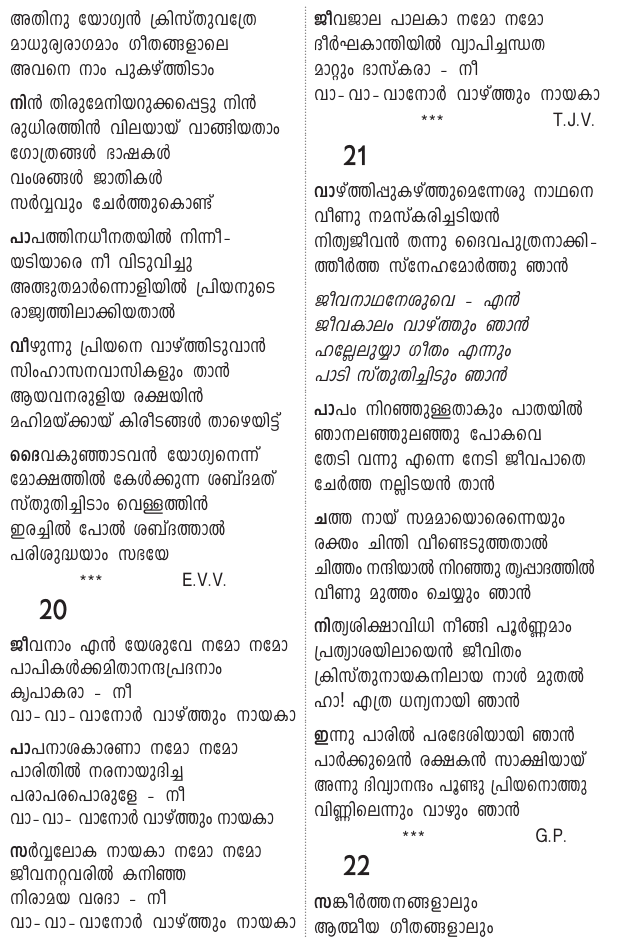 അതിനു യോഗ്യൻ ക്രിസ്തുവത്രേ
മാധുര്യരാഗമാം ഗീതങ്ങളാലെ
അവനെ നാം പുകഴ്ത്തിടാം
നിൻ തിരുമേനിയറുക്കപ്പെട്ടു നിൻ
രുധിരത്തിൻ വിലയായ് വാങ്ങിയതാം
ഗോത്രങ്ങൾ ഭാഷകൾ
വംശങ്ങൾ ജാതികൾ
സർവ്വവും ചേർത്തുകൊണ്ട്
പാപത്തിനധീനതയിൽ നിന്നീ-
യടിയാരെ നീ വിടുവിച്ചു
അത്ഭുതമാർന്നൊളിയിൽ പ്രിയനുടെ
രാജ്യത്തിലാക്കിയതാൽ
വീഴുന്നു പ്രിയനെ വാഴ്ത്തിടുവാൻ
സിംഹാസനവാസികളും താൻ
ആയവനരുളിയ രക്ഷയിൻ
മഹിമയ്ക്കായ് കിരീടങ്ങൾ താഴെയിട്ട്
ദൈവകുഞ്ഞാടവൻ യോഗ്യനെന്ന്
മോക്ഷത്തിൽ കേൾക്കുന്ന ശബ്ദമത്
സ്തുതിച്ചിടാം വെള്ളത്തിൻ
ഇരച്ചിൽ പോൽ ശബ്ദത്താൽ
പരിശുദ്ധയാം സഭയേ
*** E.V.V.
20
ജീവനാം എൻ യേശുവേ നമോ നമോ
പാപികൾക്കമിതാനന്ദപ്രദനാം
കൃപാകരാ - നീ
വാ-വാ-വാനോർ വാഴ്ത്തും നായകാ
പാപനാശകാരണാ നമോ നമോ
പാരിതിൽ നരനായുദിച്ച
പരാപരപൊരുളേ - നീ
വാ-വാ- വാനോർ വാഴ്ത്തും നായകാ
സർവ്വലോക നായകാ നമോ നമോ
ജീവനറ്റവരിൽ കനിഞ്ഞ
നിരാമയ വരദാ - നീ
വാ-വാ-വാനോർ വാഴ്ത്തും നായകാ
ജീവജാല പാലകാ നമോ നമോ
ദീർഘകാന്തിയിൽ വ്യാപിച്ചന്ധത
മാറ്റും ഭാസ്കരാ - നീ
വാ-വാ-വാനോർ വാഴ്ത്തും നായകാ
*** T.J.V.
21
വാഴ്ത്തിപ്പുകഴ്ത്തുമെന്നേശു നാഥനെ
വീണു നമസ്കരിച്ചടിയൻ
നിത്യജീവൻ തന്നു ദൈവപുത്രനാക്കി-
ത്തീർത്ത സ്നേഹമോർത്തു ഞാൻ
ജീവനാഥനേശുവെ - എൻ
ജീവകാലം വാഴ്ത്തും ഞാൻ
ഹല്ലേലുയ്യാ ഗീതം എന്നും
പാടി സ്തുതിച്ചിടും ഞാൻ
പാപം നിറഞ്ഞുള്ളതാകും പാതയിൽ
ഞാനലഞ്ഞുലഞ്ഞു പോകവെ
തേടി വന്നു എന്നെ നേടി ജീവപാതെ
ചേർത്ത നല്ലിടയൻ താൻ
ചത്ത നായ് സമമായൊരെന്നെയും
രക്തം ചിന്തി വീണ്ടെടുത്തതാൽ
ചിത്തം നന്ദിയാൽ നിറഞ്ഞു തൃപ്പാദത്തിൽ
വീണു മുത്തം ചെയ്യും ഞാൻ
നിത്യശിക്ഷാവിധി നീങ്ങി പൂർണ്ണമാം
പ്രത്യാശയിലായെൻ ജീവിതം
ക്രിസ്തുനായകനിലായ നാൾ മുതൽ
ഹാ! എത്ര ധന്യനായി ഞാൻ
ഇന്നു പാരിൽ പരദേശിയായി ഞാൻ
പാർക്കുമെൻ രക്ഷകൻ സാക്ഷിയായ്
അന്നു ദിവ്യാനന്ദം പൂണ്ടു പ്രിയനൊത്തു
വിണ്ണിലെന്നും വാഴും ഞാൻ
*** G.P.
22
സങ്കീർത്തനങ്ങളാലും
ആത്മീയ ഗീതങ്ങളാലും